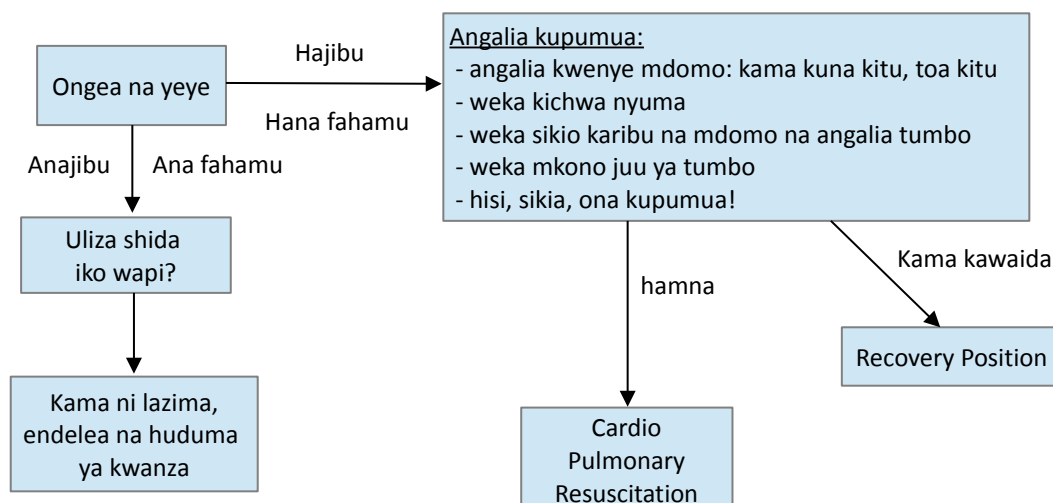 Ongea na yeye
Hajibu
Hana fahamu
Angalia kupumua:
- angalia kwenye mdomo: kama kuna kitu, toa kitu
- weka kichwa nyuma
- weka sikio karibu na mdomo na angalia tumbo
- weka mkono juu ya tumbo
- hisi, sikia, ona kupumua!
Anajibu
Ana fahamu
Uliza shida
iko wapi?
Kama ni lazima,
endelea na huduma
ya kwanza
hamna
Kama kawaida
Cardio
Pulmonary
Resuscitation
Recovery Position